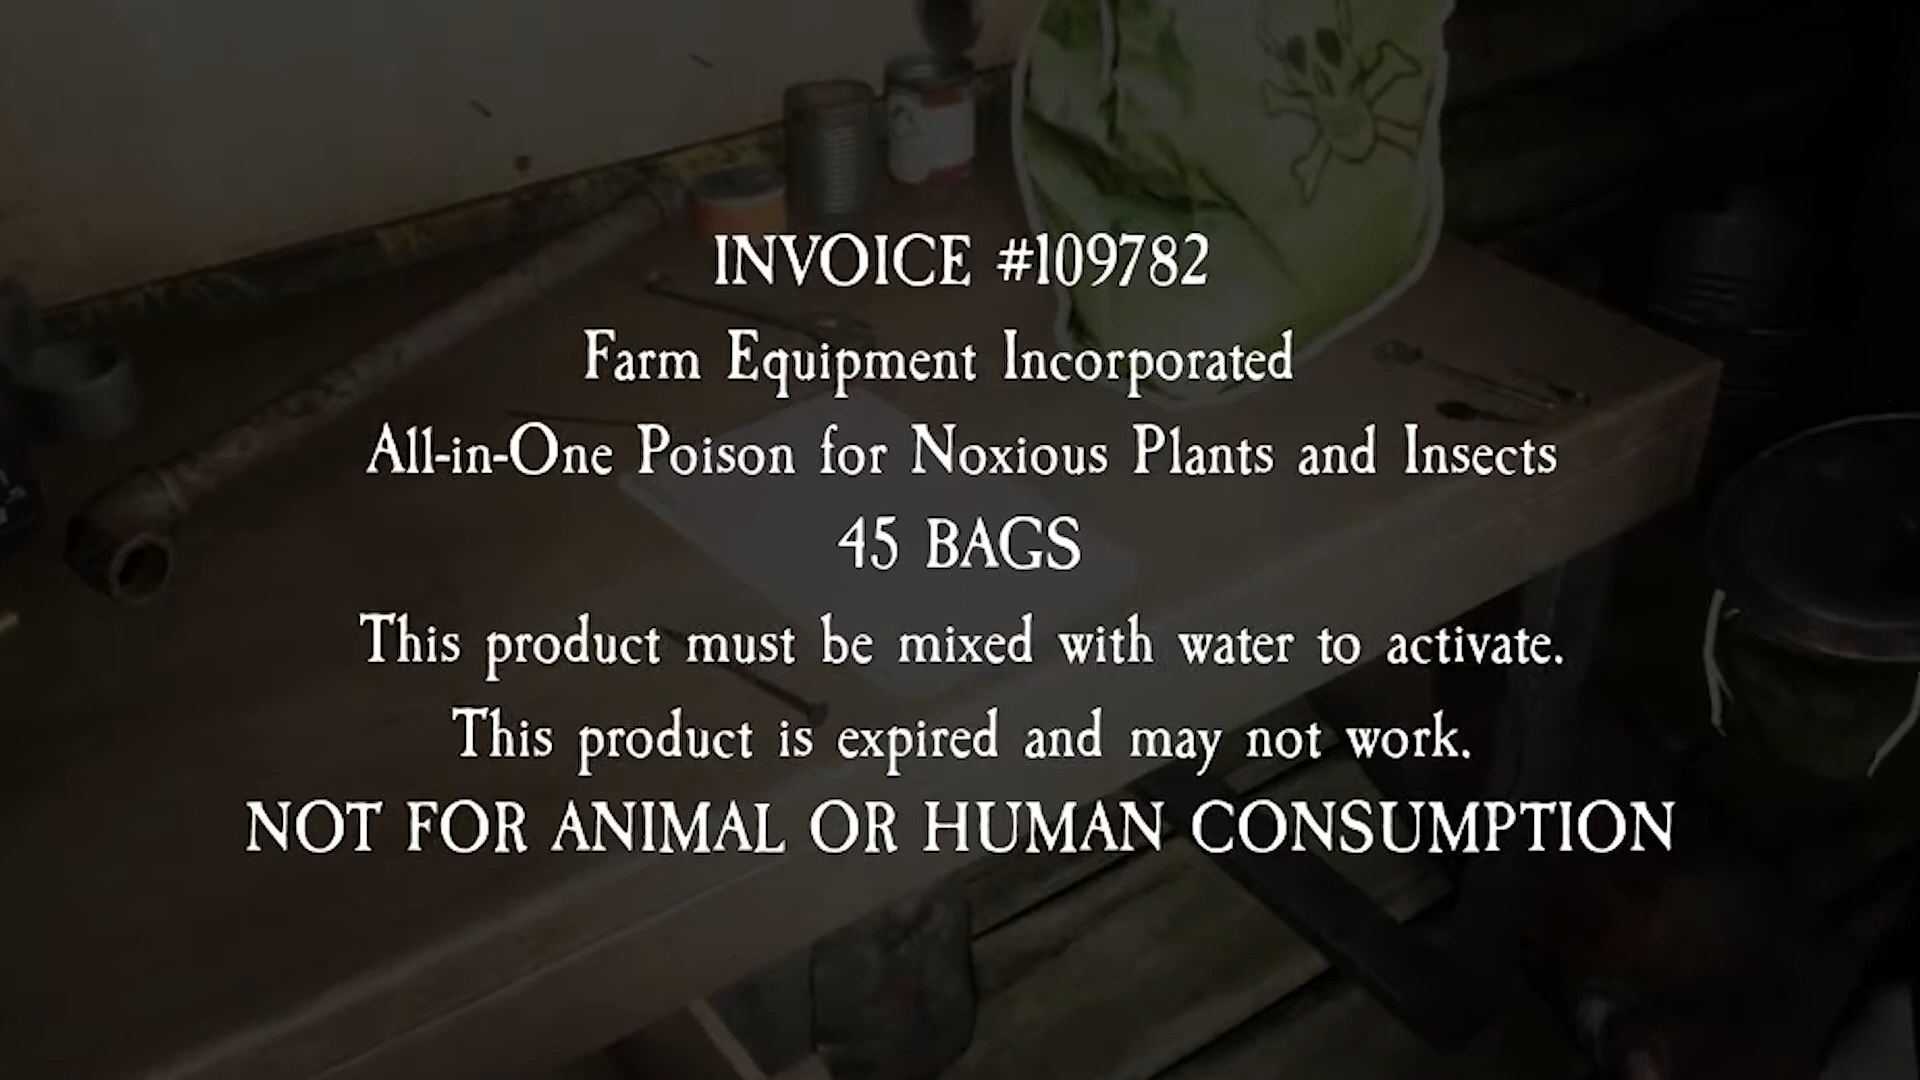 INVOICE #109782
Farm Equipment Incorporated
All-in-One Poison for Noxious Plants and Insects
45 BAGS
This product must be mixed with water to activate.
This product is expired and may not work.
NOT FOR ANIMAL OR HUMAN CONSUMPTION